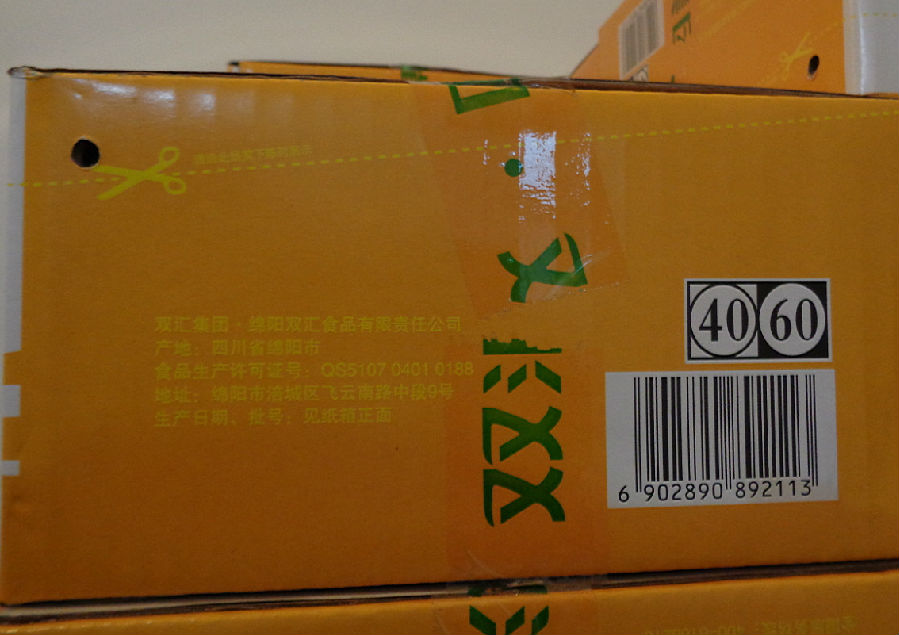 双汇集团·绵阳双汇食品有限责任公司
产地：四川省绵阳市
食品生产许可证号：QS5107 0401 0188
地址：绵阳市涪城区飞云南路中段9号
生产日期、批号：见纸箱正面
双汇
双
40 60
6 902890 892113